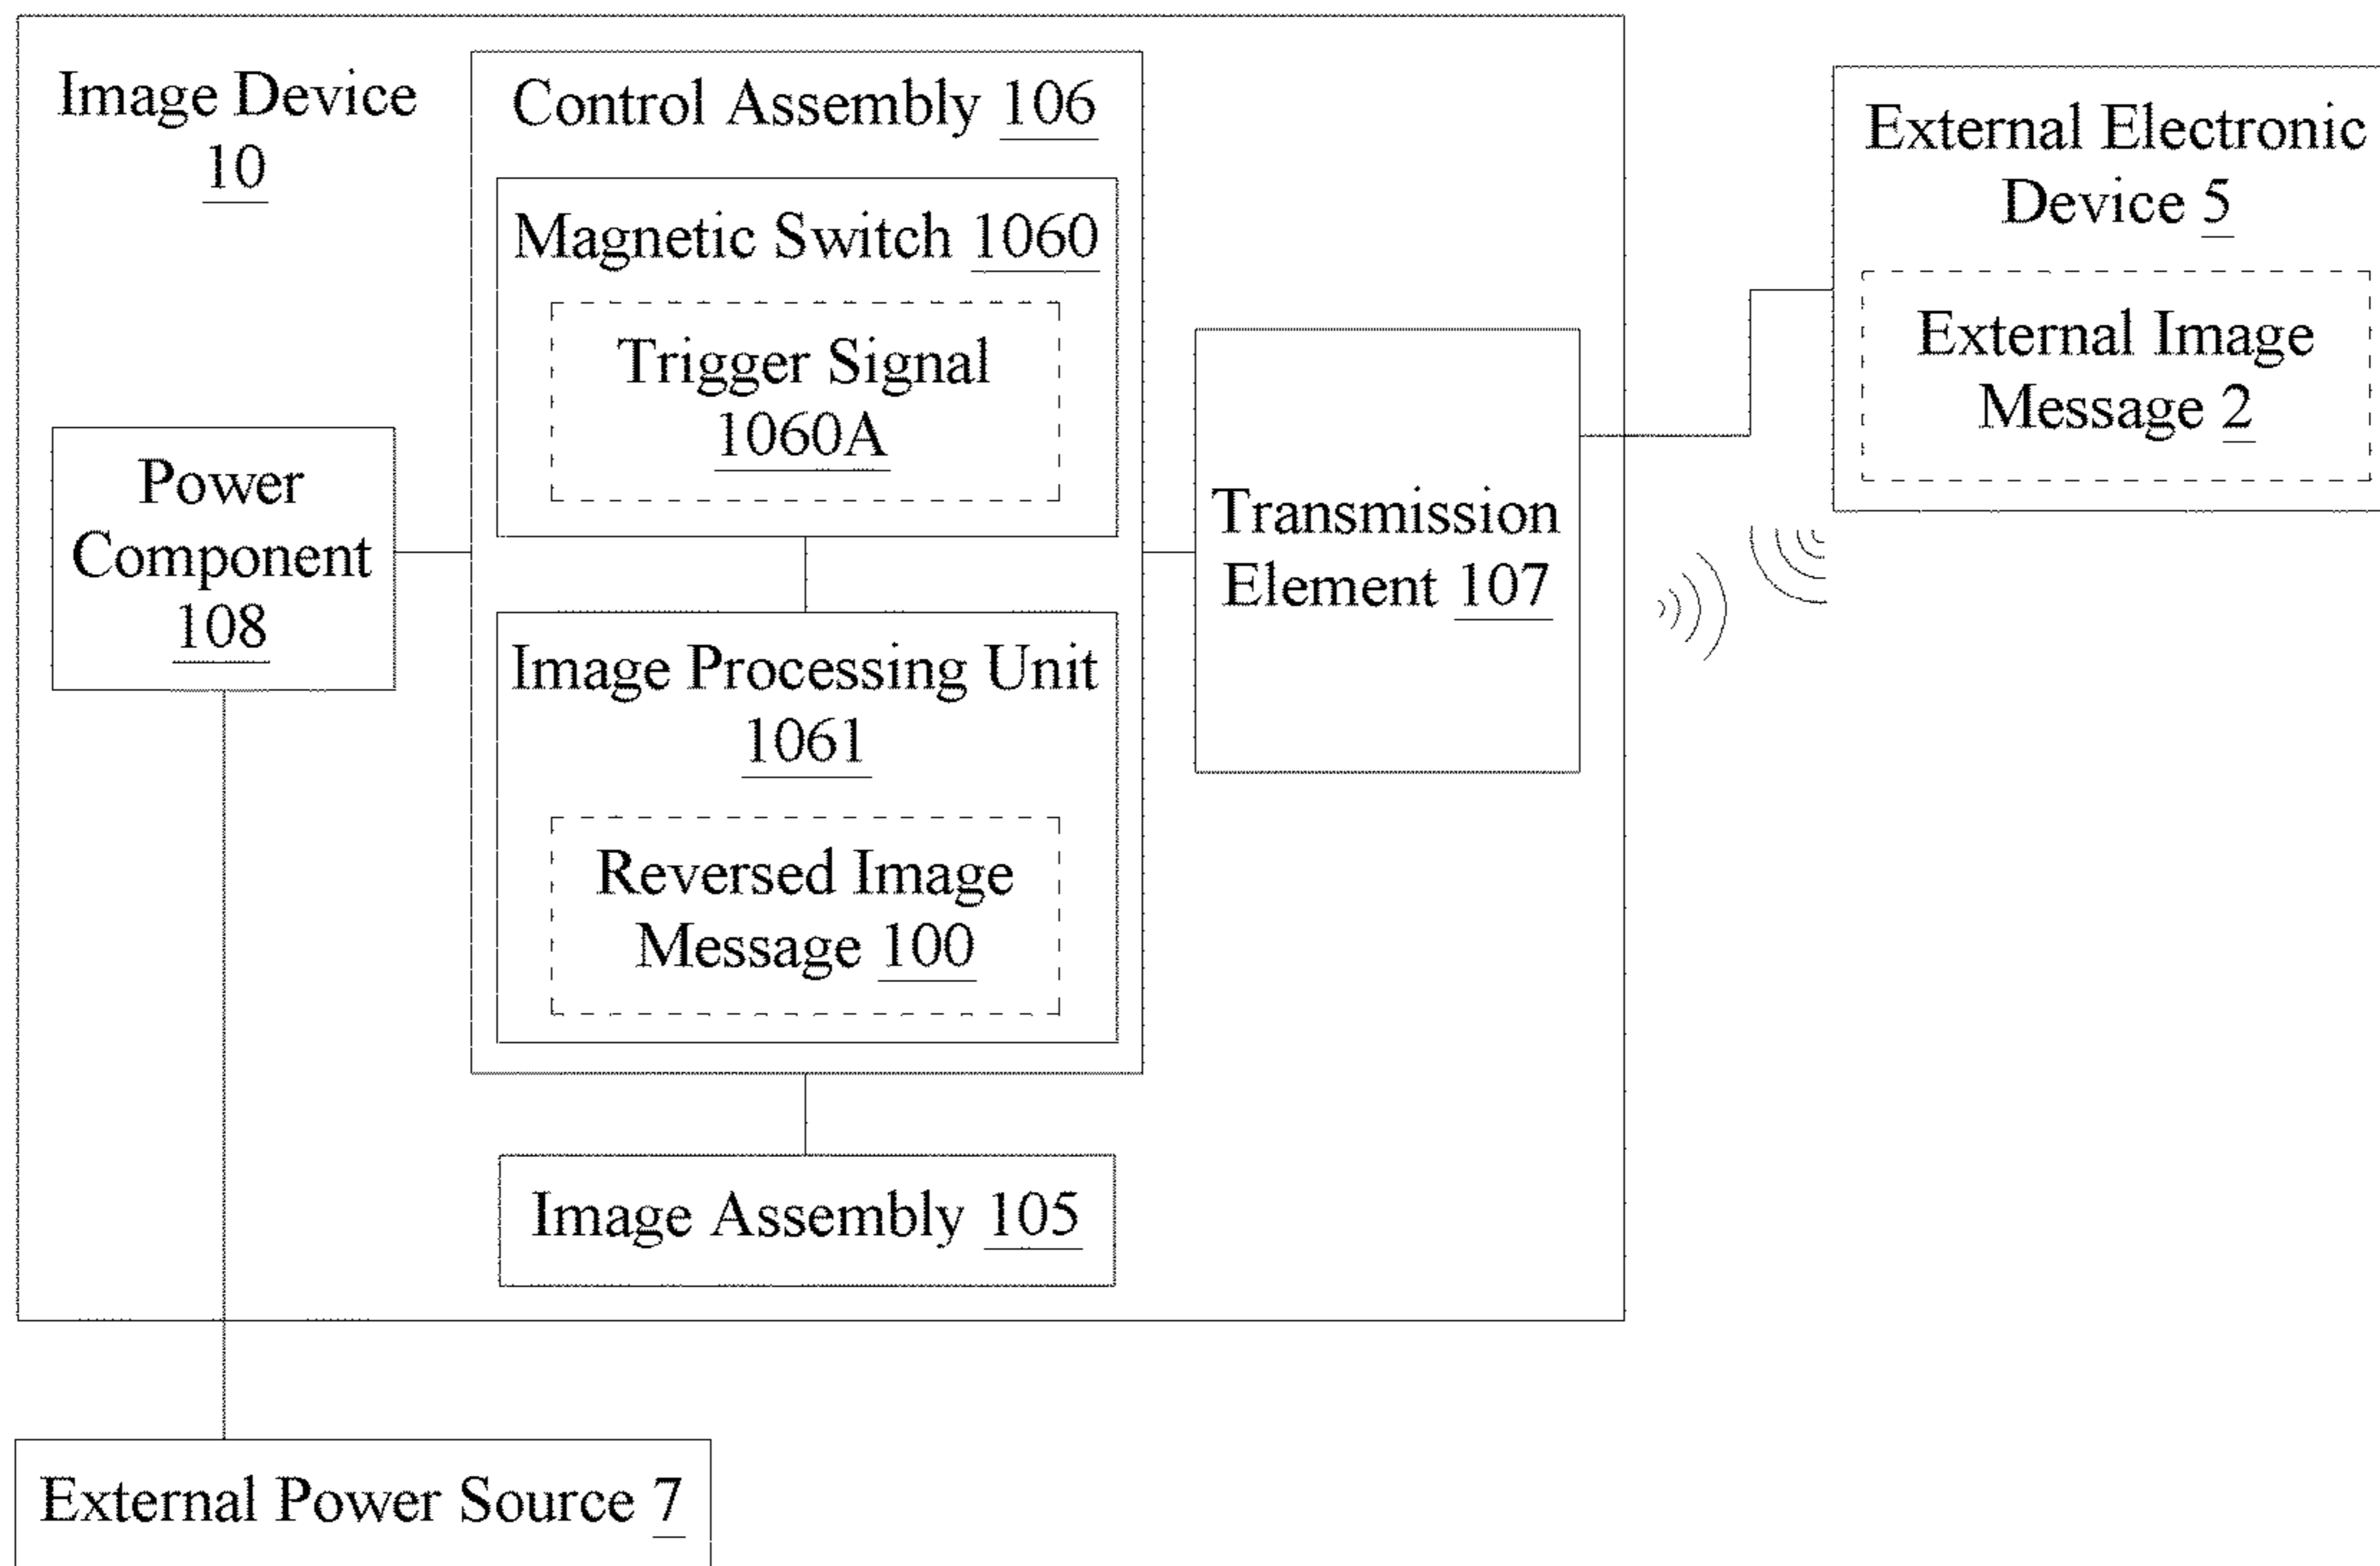 Image Device
10
Control Assembly 106
Magnetic Switch 1060
Trigger Signal
1060A
Power
Component
108
Image Processing Unit
1061
Reversed Image
Message 100
Transmission
Element 107
External Electronic
Device 5
External Image
Message 2
Image Assembly 105
External Power Source 7